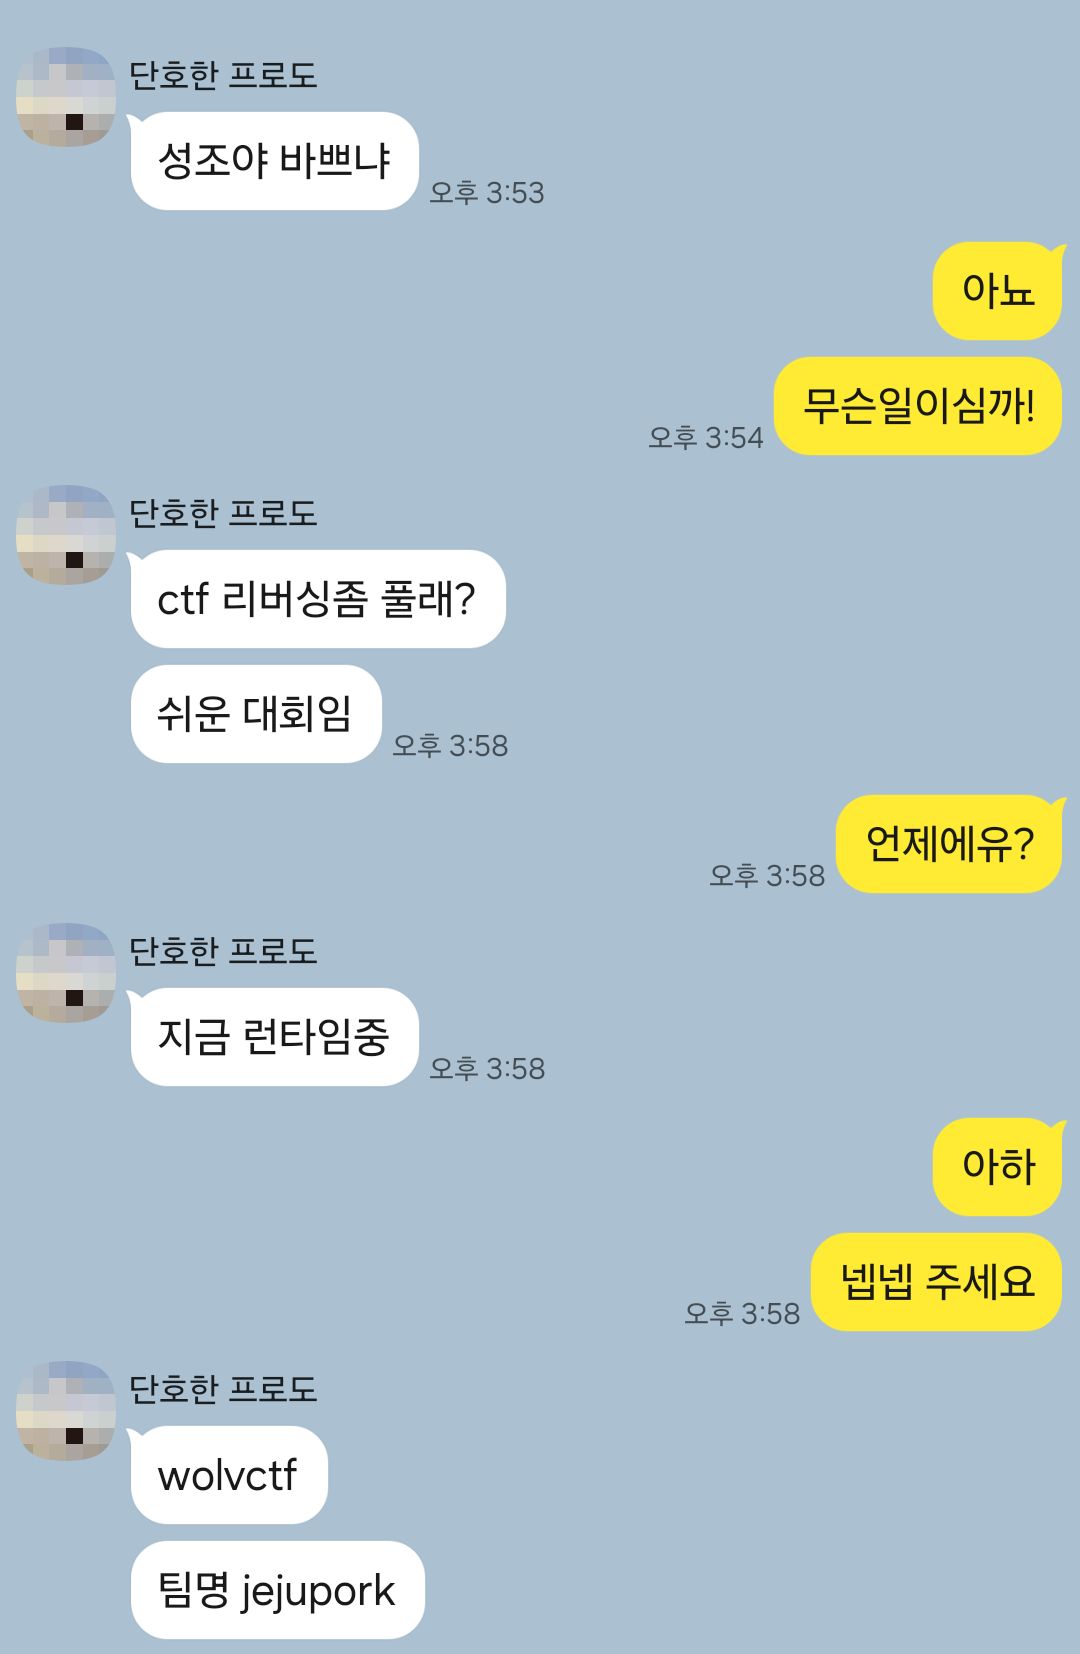 단호한 프로도
성조야 바쁘냐
오후 3:53
아뇨
무슨일이심까!
오후 3:54
단호한 프로도
ctf 리버싱좀 풀래?
쉬운 대회임
오후 3:58
언제에유?
오후 3:58
단호한 프로도
지금 런타임중
오후 3:58
아하
넵넵 주세요
오후 3:58
단호한 프로도
wolvctf
팀명 jejupork